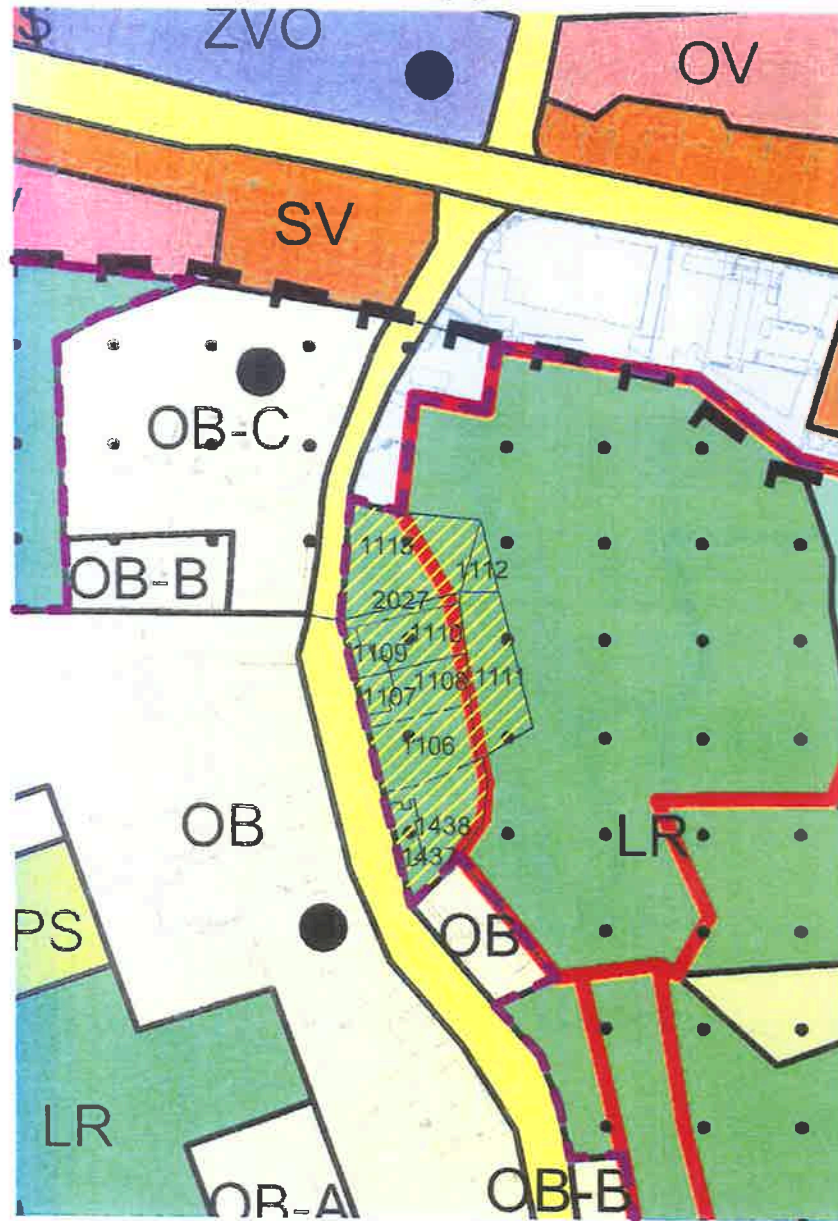 ZVO
OV
SV
OB-C
OB-B
1113
1112
2027
1110
1109
1108
1111
1107
1106
OB
1438
1437
LR
PS
OB
LR
OB-A
OB-B